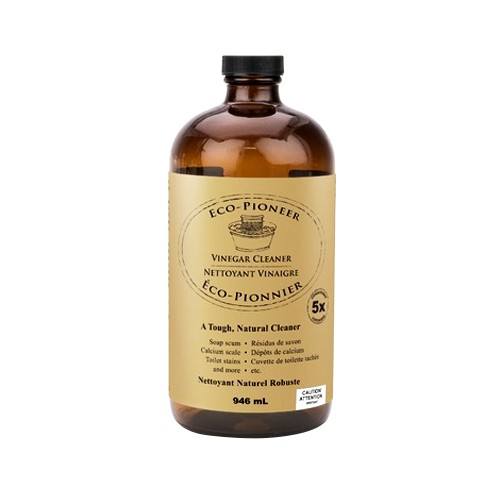 ECO-PIONEER
VINEGAR CLEANER
NETTOYANT VINAIGRE
ÉCO-PIONNIER
5x
A Tough, Natural Cleaner
Soap scum • Résidus de savon
Calcium scale • Dépôts de calcium
Toilet stains • Cuvette de toilette tachée
and more • etc.
Nettoyant Naturel Robuste
946 mL
CAUTION
ATTENTION